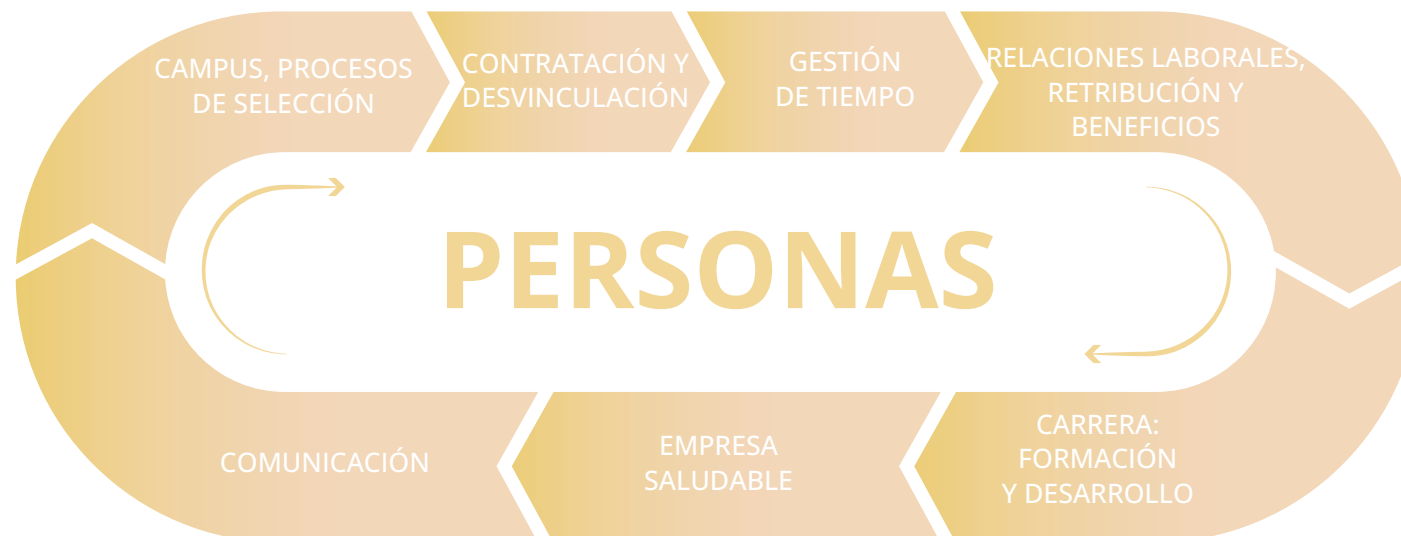 CAMPUS, PROCESOS
DE SELECCIÓN
CONTRATACIÓN Y
DESVINCULACIÓN
GESTIÓN
DE TIEMPO
RELACIONES LABORALES,
RETRIBUCIÓN Y
BENEFICIOS
PERSONAS
CARRERA:
FORMACIÓN
Y DESARROLLO
EMPRESA
SALUDABLE
COMUNICACIÓN